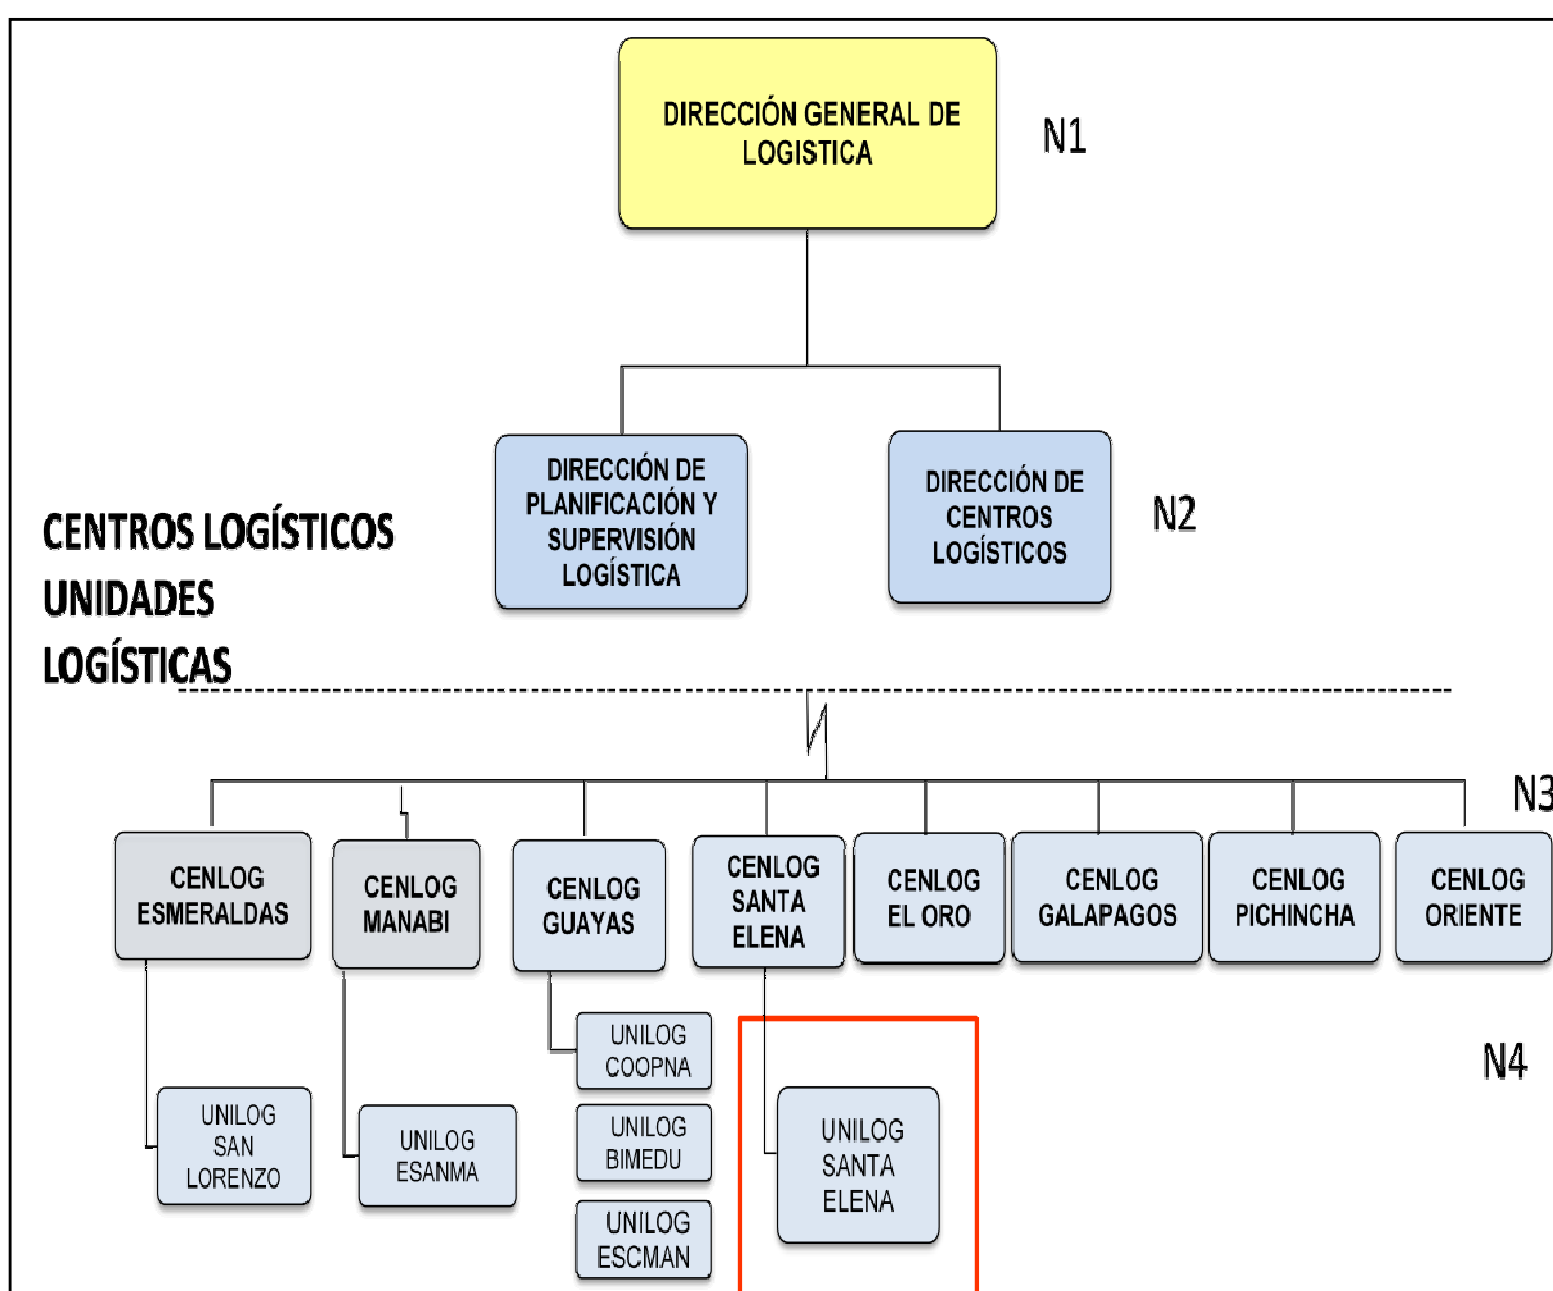 DIRECCIÓN GENERAL DE
LOGISTICA
N1
DIRECCIÓN DE
PLANIFICACIÓN Y
SUPERVISIÓN
LOGÍSTICA
DIRECCIÓN DE
CENTROS
LOGÍSTICOS
N2
CENTROS LOGÍSTICOS
UNIDADES
LOGÍSTICAS
N3
CENLOG
ESMERALDAS
CENLOG
MANABI
CENLOG
GUAYAS
CENLOG
SANTA
ELENA
CENLOG
EL ORO
CENLOG
GALAPAGOS
CENLOG
PICHINCHA
CENLOG
ORIENTE
N4
UNILOG
SAN
LORENZO
UNILOG
ESANMA
UNILOG
COOPNA
UNILOG
BIMEDU
UNILOG
ESCMAN
UNILOG
SANTA
ELENA